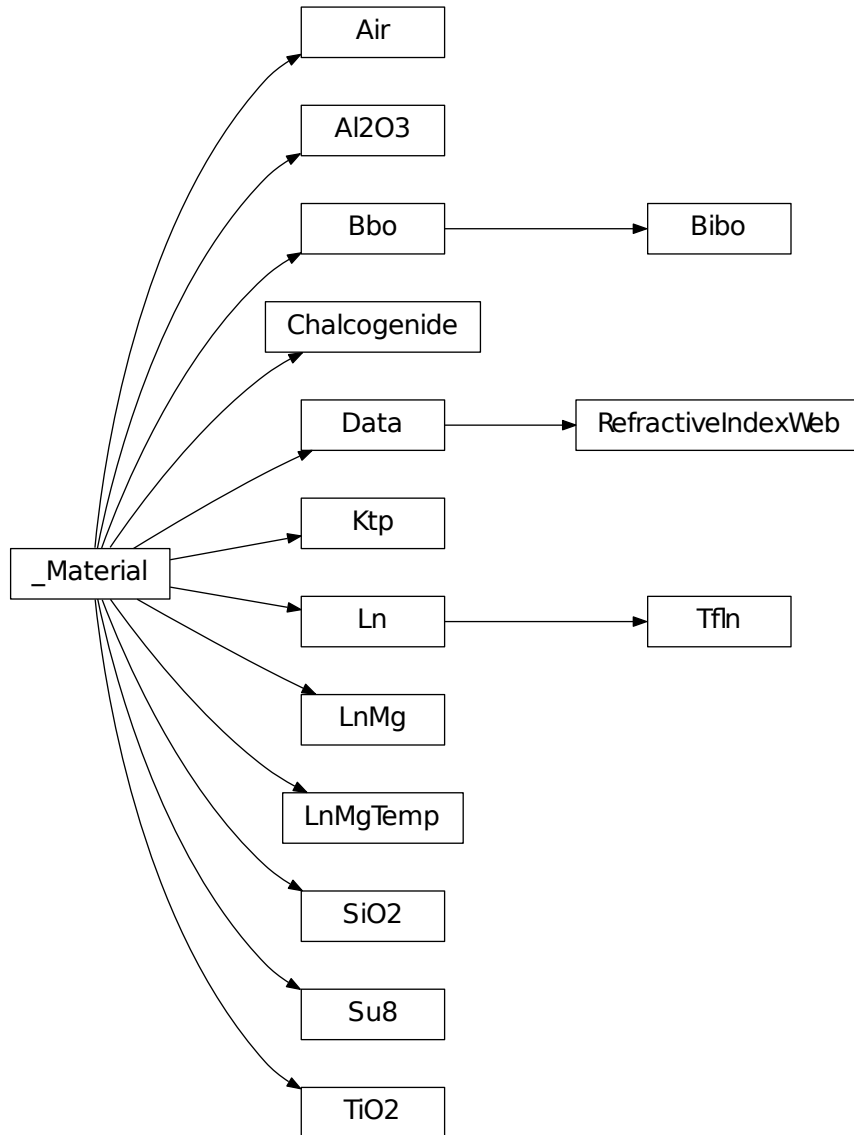 Air
Al2O3
Bbo
Bibo
Chalcogenide
Data
RefractiveIndexWeb
Ktp
_Material
Ln
Tfln
LnMg
LnMgTemp
SiO2
Su8
TiO2